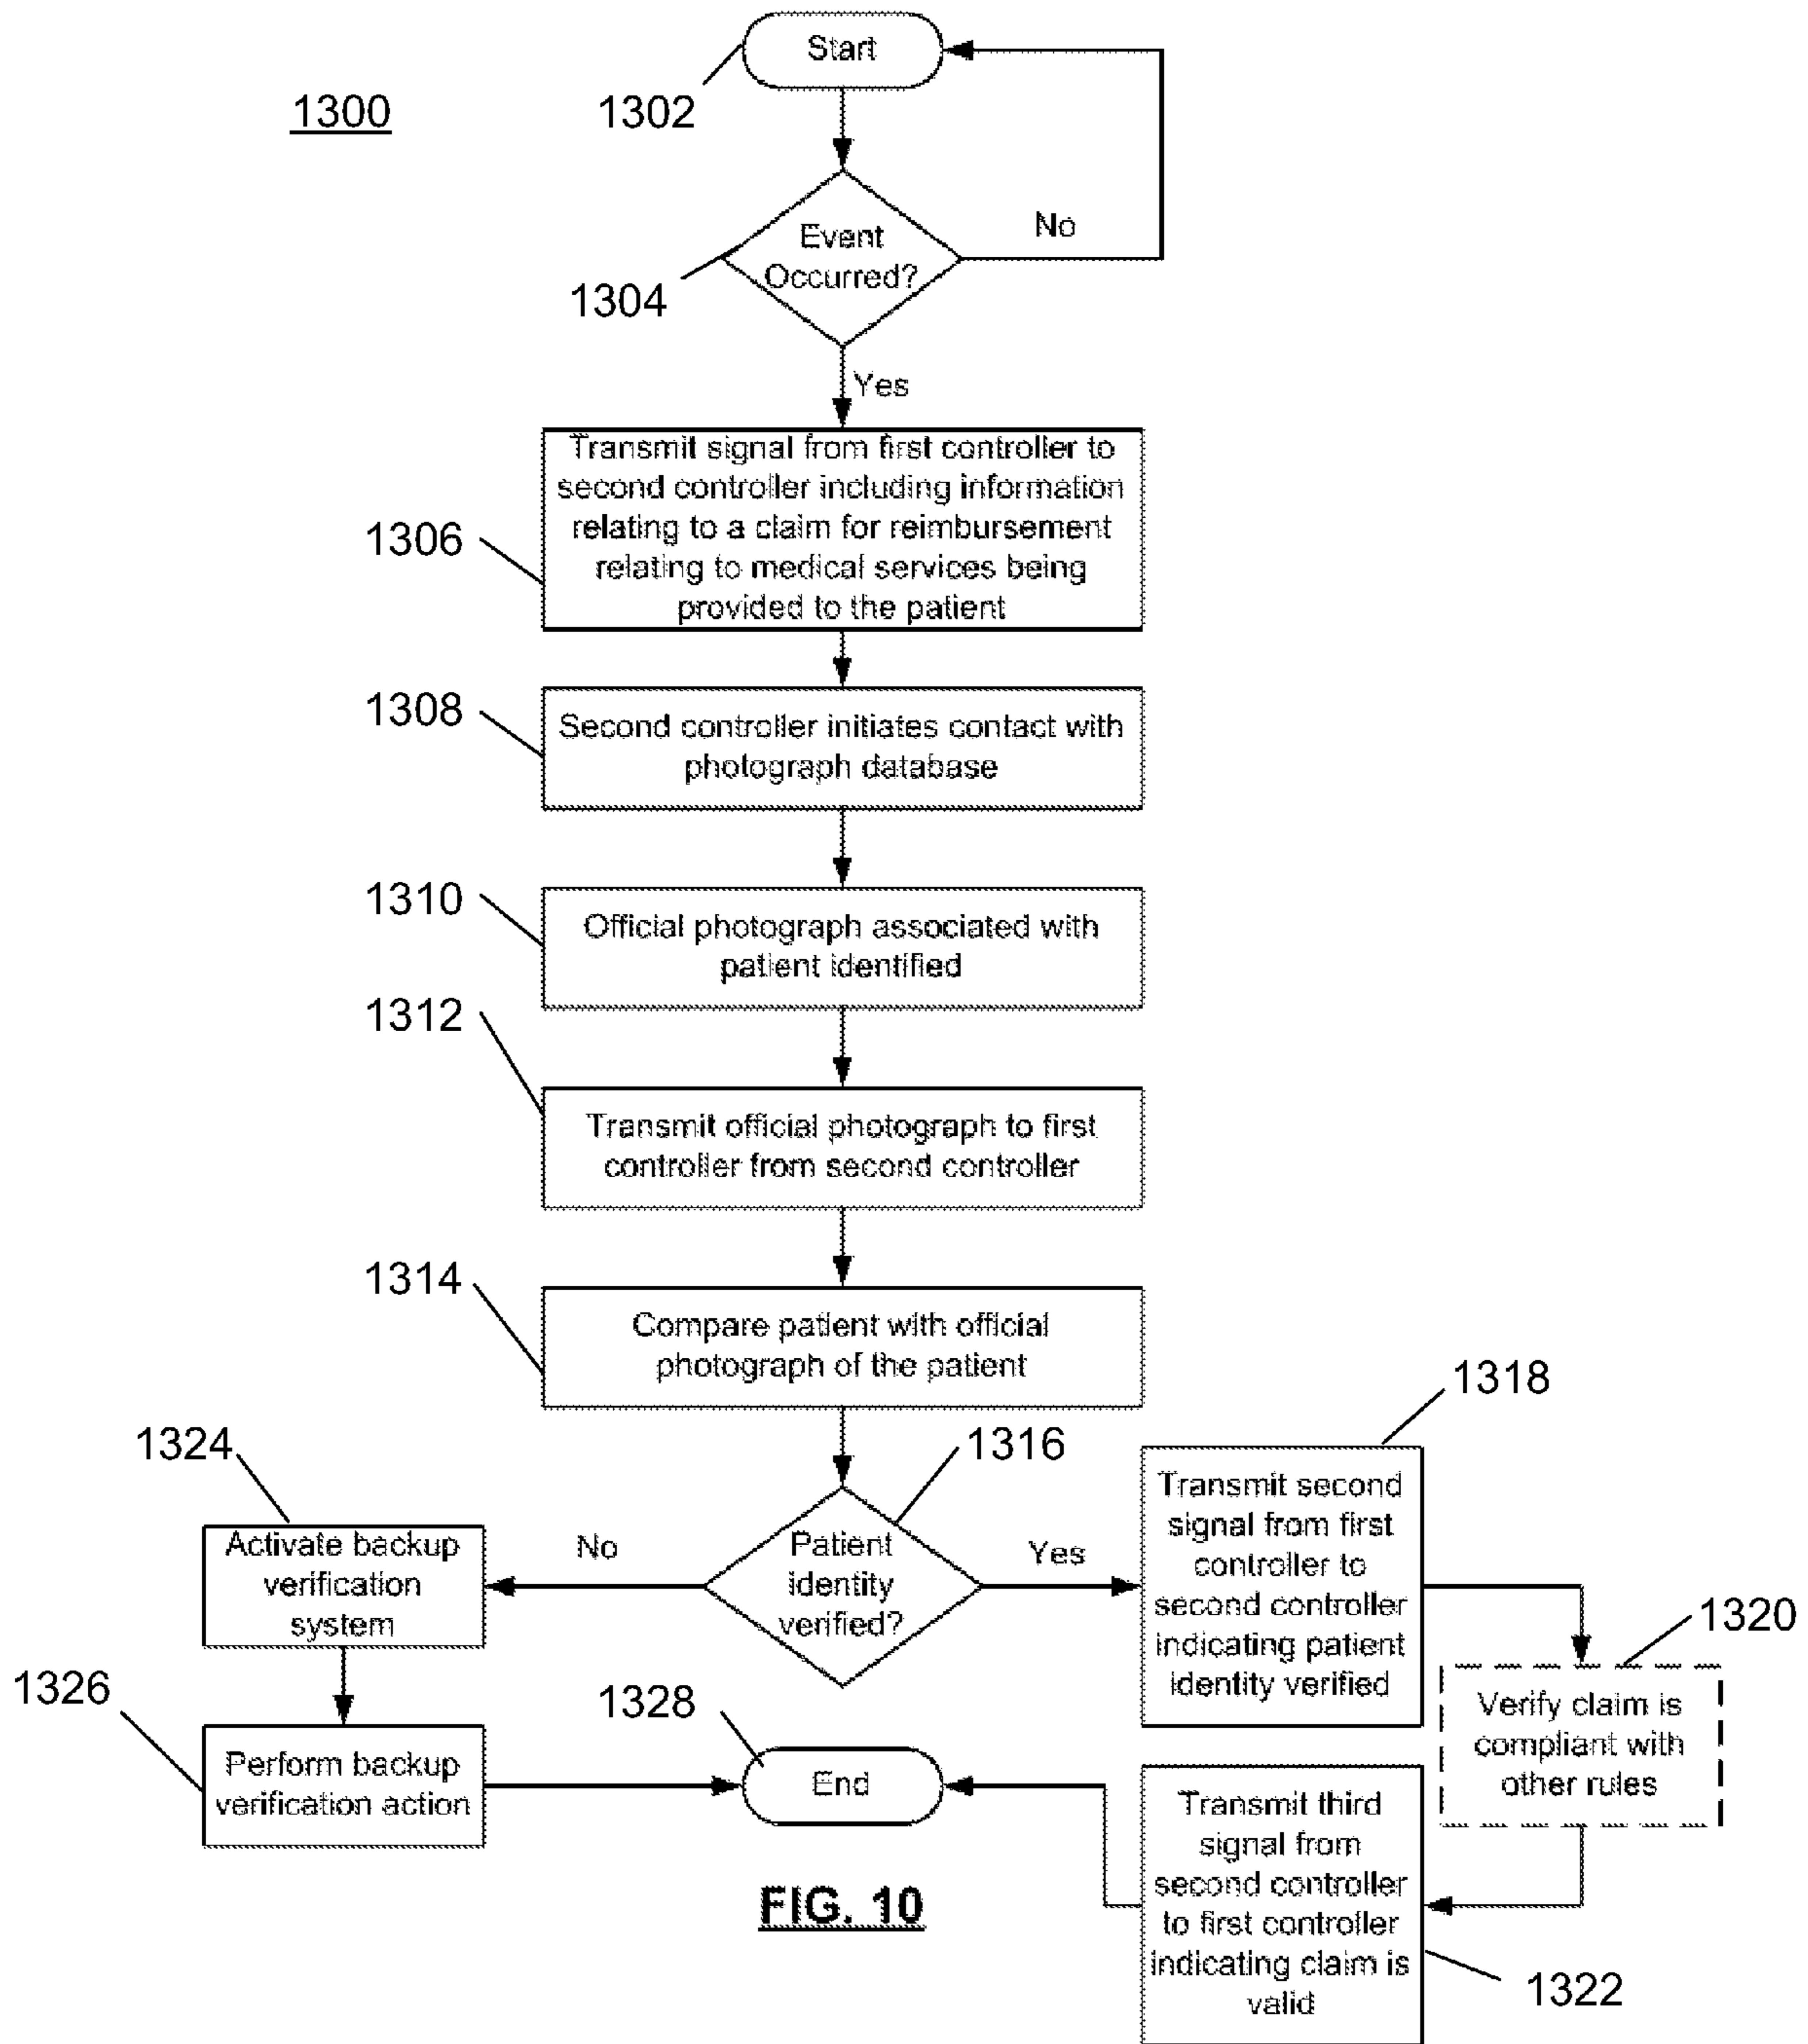 Start
1302
1300
Event
Occurred?
No
1304
Yes
Transmit signal from first controller to
second controller including information
relating to a claim for reimbursement
relating to medical services being
provided to the patient
1306
1308
Second controller initiates contact with
photograph database
1310
Official photograph associated with
patient identified
1312
Transmit official photograph to first
controller from second controller
1314
Compare patient with official
photograph of the patient
1316
Patient
identity
verified?
No
Yes
1324
Activate backup
verification
system
1326
Perform backup
verification action
1318
Transmit second
signal from first
controller to
second controller
indicating patient
identity verified
1320
Verify claim is
compliant with
other rules
Transmit third
signal from
second controller
to first controller
indicating claim is
valid
1322
1328
End
FIG. 10